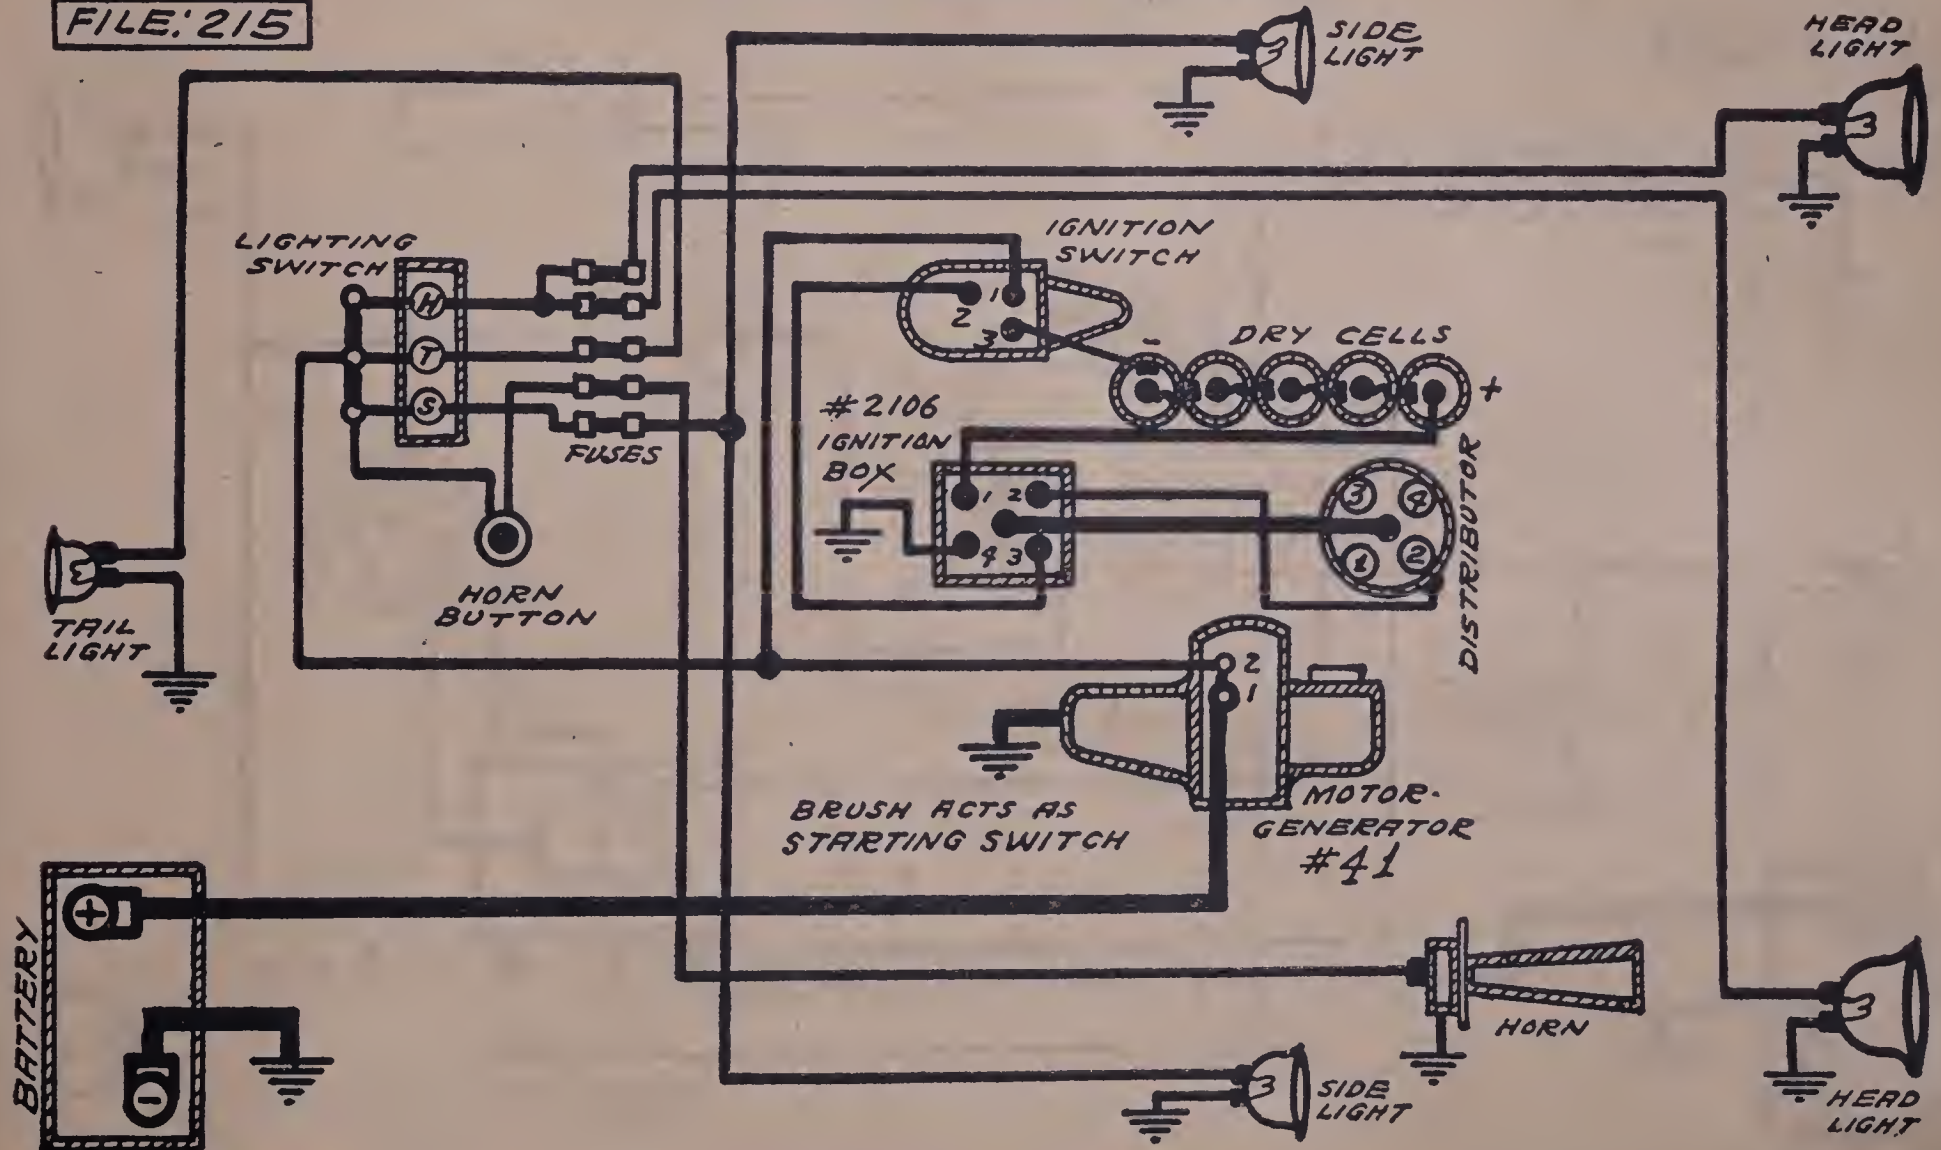 FILE: 215
SIDE
LIGHT
HEAD
LIGHT
LIGHTING
SWITCH
H
T
S
FUSES
IGNITION
SWITCH
1
2
3
- DRY CELLS +
#2106
IGNITION
BOX
1 2
4 3
3 4
1 2
DISTRIBUTOR
HORN
BUTTON
TAIL
LIGHT
2
1
BRUSH ACTS AS
STARTING SWITCH
MOTOR-
GENERATOR
#41
BATTERY
+
-
HORN
SIDE
LIGHT
HEAD
LIGHT